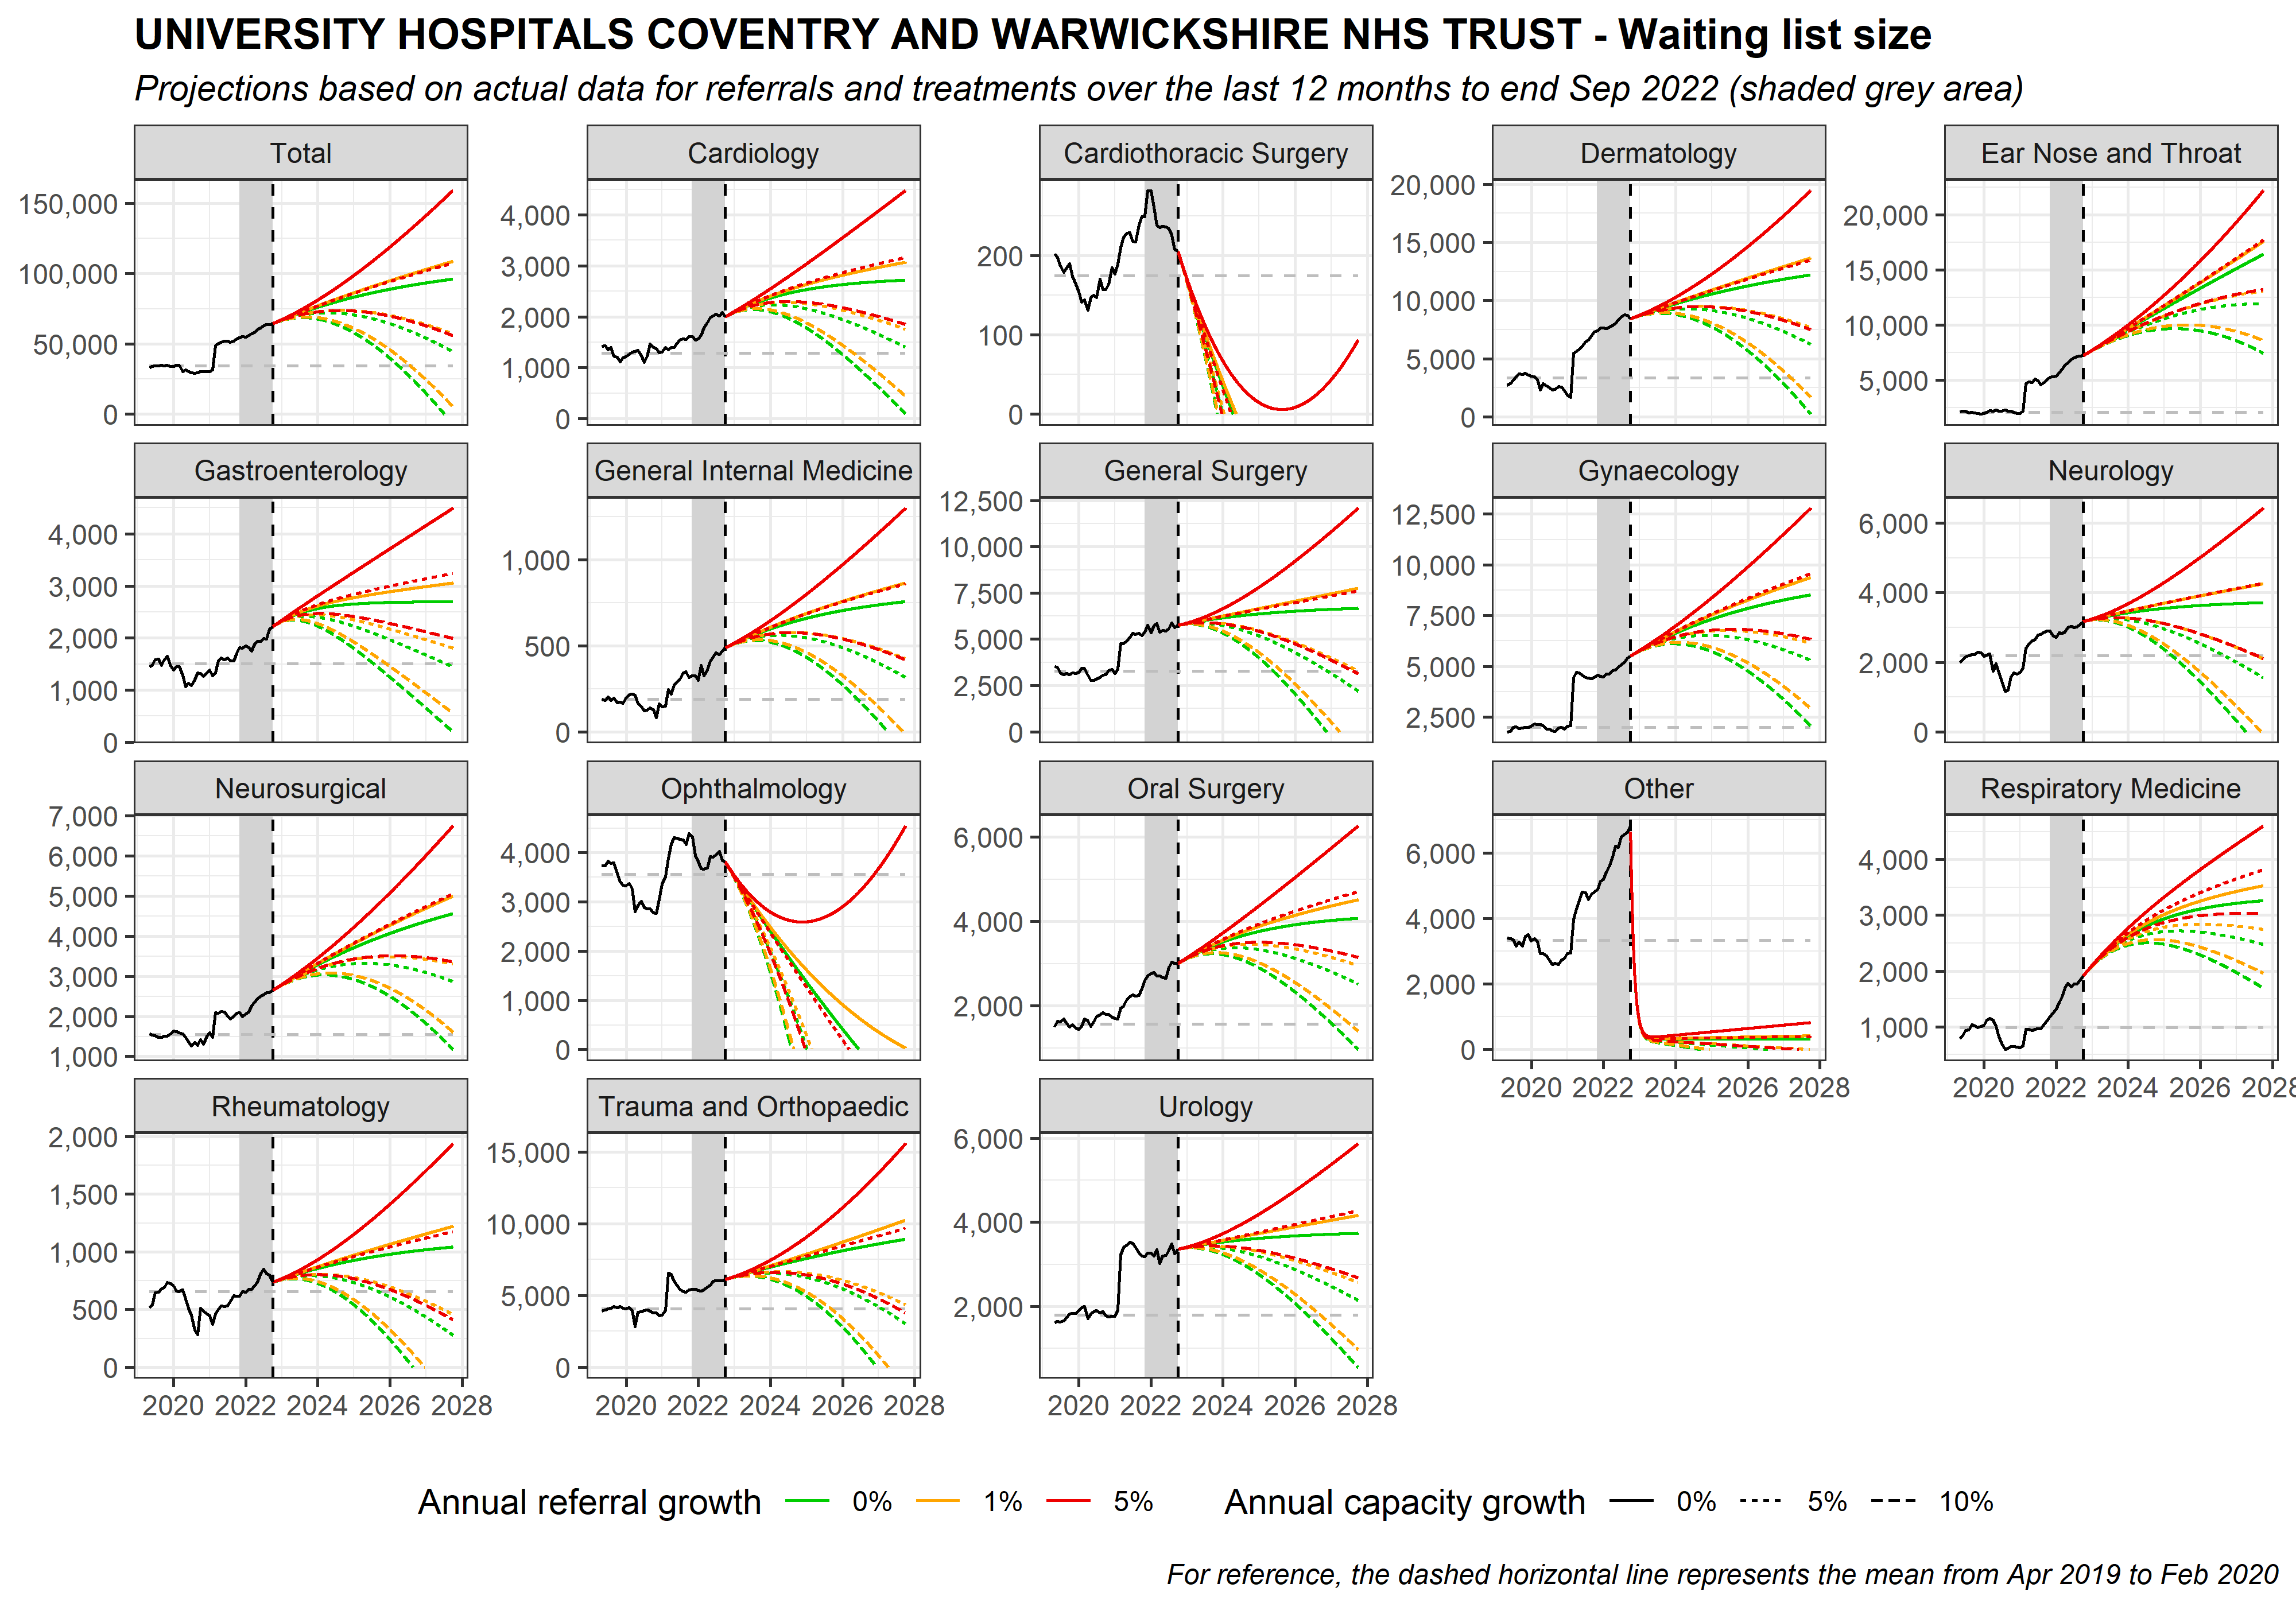 UNIVERSITY HOSPITALS COVENTRY AND WARWICKSHIRE NHS TRUST - Waiting list size
Projections based on actual data for referrals and treatments over the last 12 months to end Sep 2022 (shaded grey area)
Total
150,000
100,000
50,000
0
Cardiology
4,000
3,000
2,000
1,000
0
Cardiothoracic Surgery
200
100
0
Dermatology
20,000
15,000
10,000
5,000
0
Ear Nose and Throat
20,000
15,000
10,000
5,000
Gastroenterology
4,000
3,000
2,000
1,000
0
General Internal Medicine
1,000
500
0
General Surgery
12,500
10,000
7,500
5,000
2,500
0
Gynaecology
12,500
10,000
7,500
5,000
2,500
Neurology
6,000
4,000
2,000
0
Neurosurgical
7,000
6,000
5,000
4,000
3,000
2,000
1,000
Ophthalmology
4,000
3,000
2,000
1,000
0
Oral Surgery
6,000
4,000
2,000
Other
6,000
4,000
2,000
0
2020 2022 2024 2026 2028
Respiratory Medicine
4,000
3,000
2,000
1,000
2020 2022 2024 2026 2028
Rheumatology
2,000
1,500
1,000
500
0
2020 2022 2024 2026 2028
Trauma and Orthopaedic
15,000
10,000
5,000
0
2020 2022 2024 2026 2028
Urology
6,000
4,000
2,000
2020 2022 2024 2026 2028
Annual referral growth 0% 1% 5% Annual capacity growth 0% 5% 10%
For reference, the dashed horizontal line represents the mean from Apr 2019 to Feb 2020